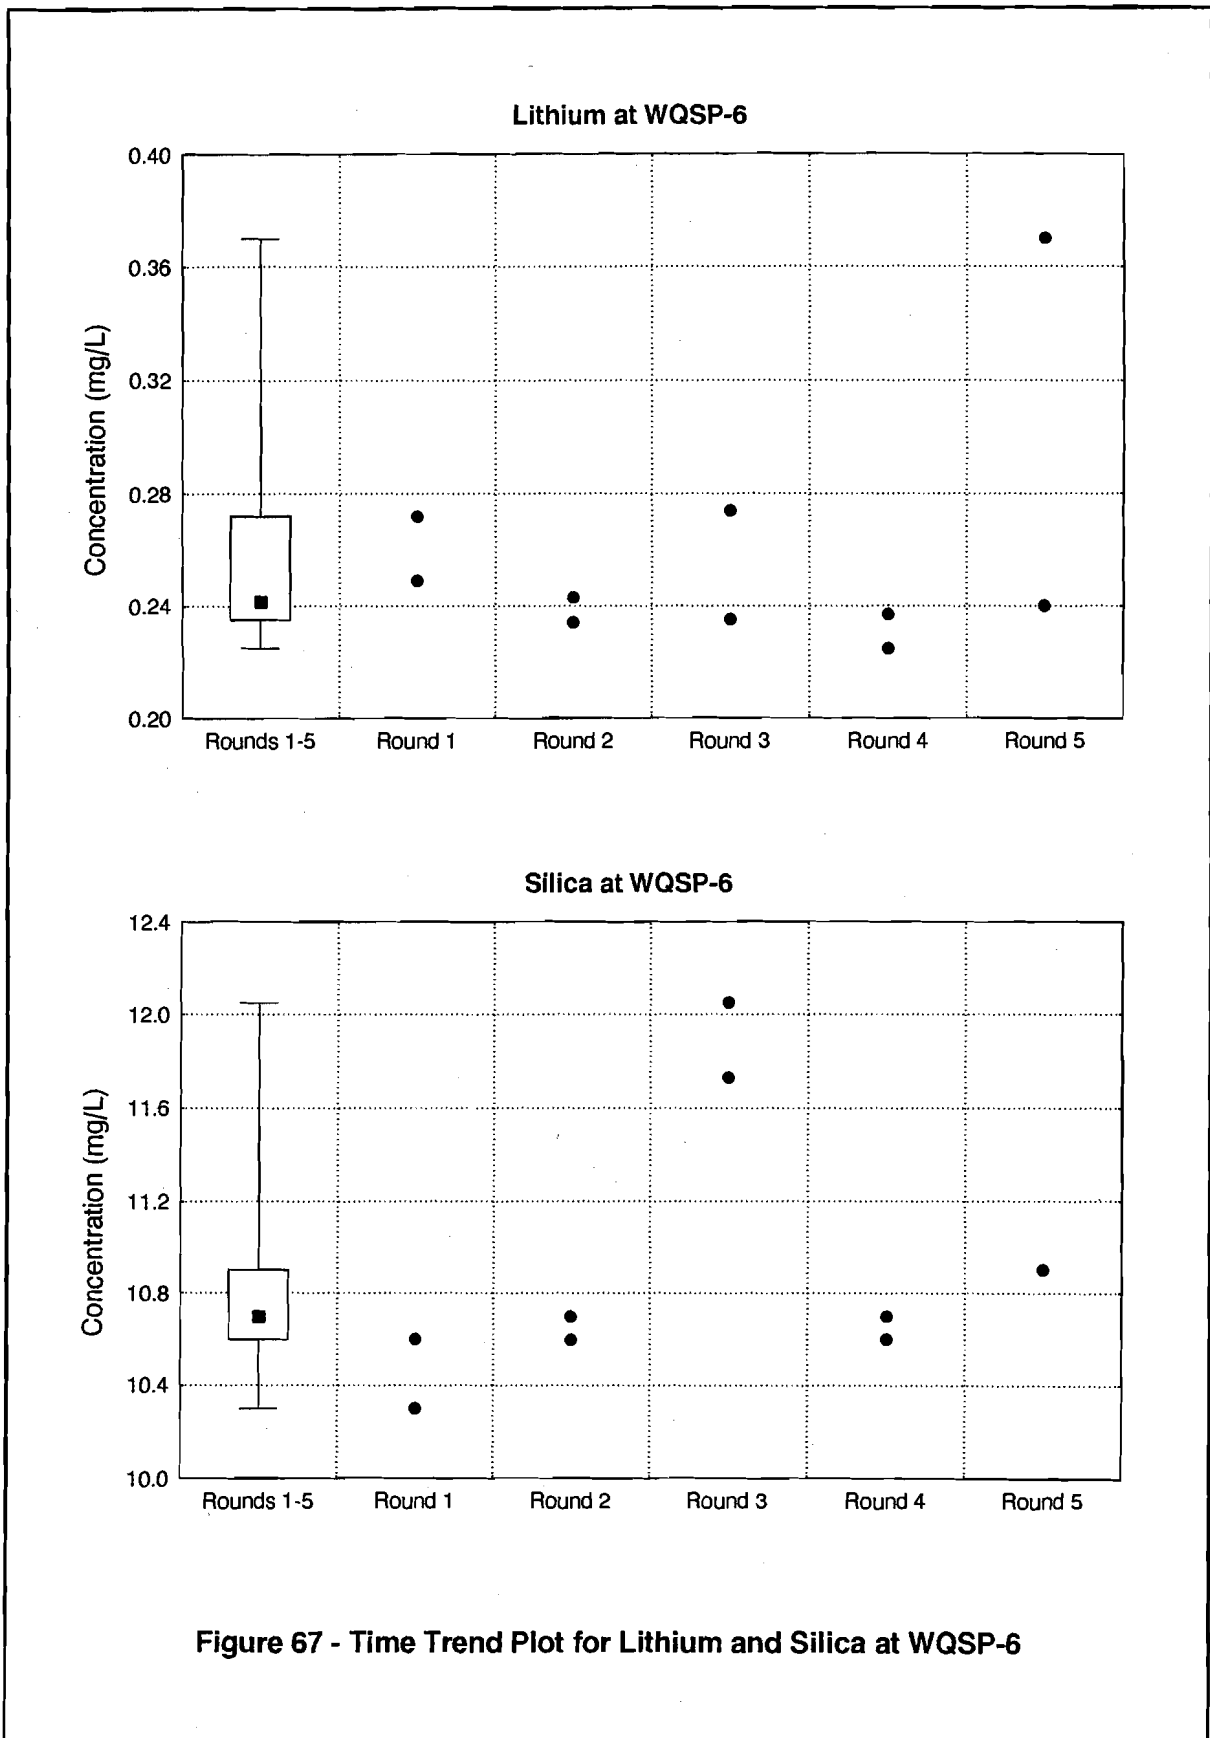 Lithium at WQSP-6
0.40
0.36
0.32
0.28
0.24
0.20
Concentration (mg/L)
Rounds 1-5 Round 1 Round 2 Round 3 Round 4 Round 5
Silica at WQSP-6
12.4
12.0
11.6
11.2
10.8
10.4
10.0
Concentration (mg/L)
Rounds 1-5 Round 1 Round 2 Round 3 Round 4 Round 5
Figure 67 - Time Trend Plot for Lithium and Silica at WQSP-6